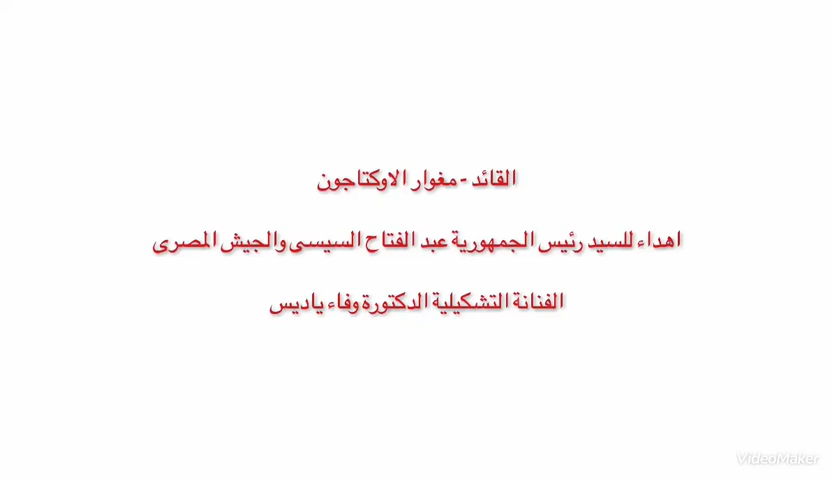 القائد - مغوار الاوكتاجون
اهداء للسيد رئيس الجمهورية عبد الفتاح السيسى والجيش المصرى
الفنانة التشكيلية الدكتورة وفاء ياديس
VideoMaker